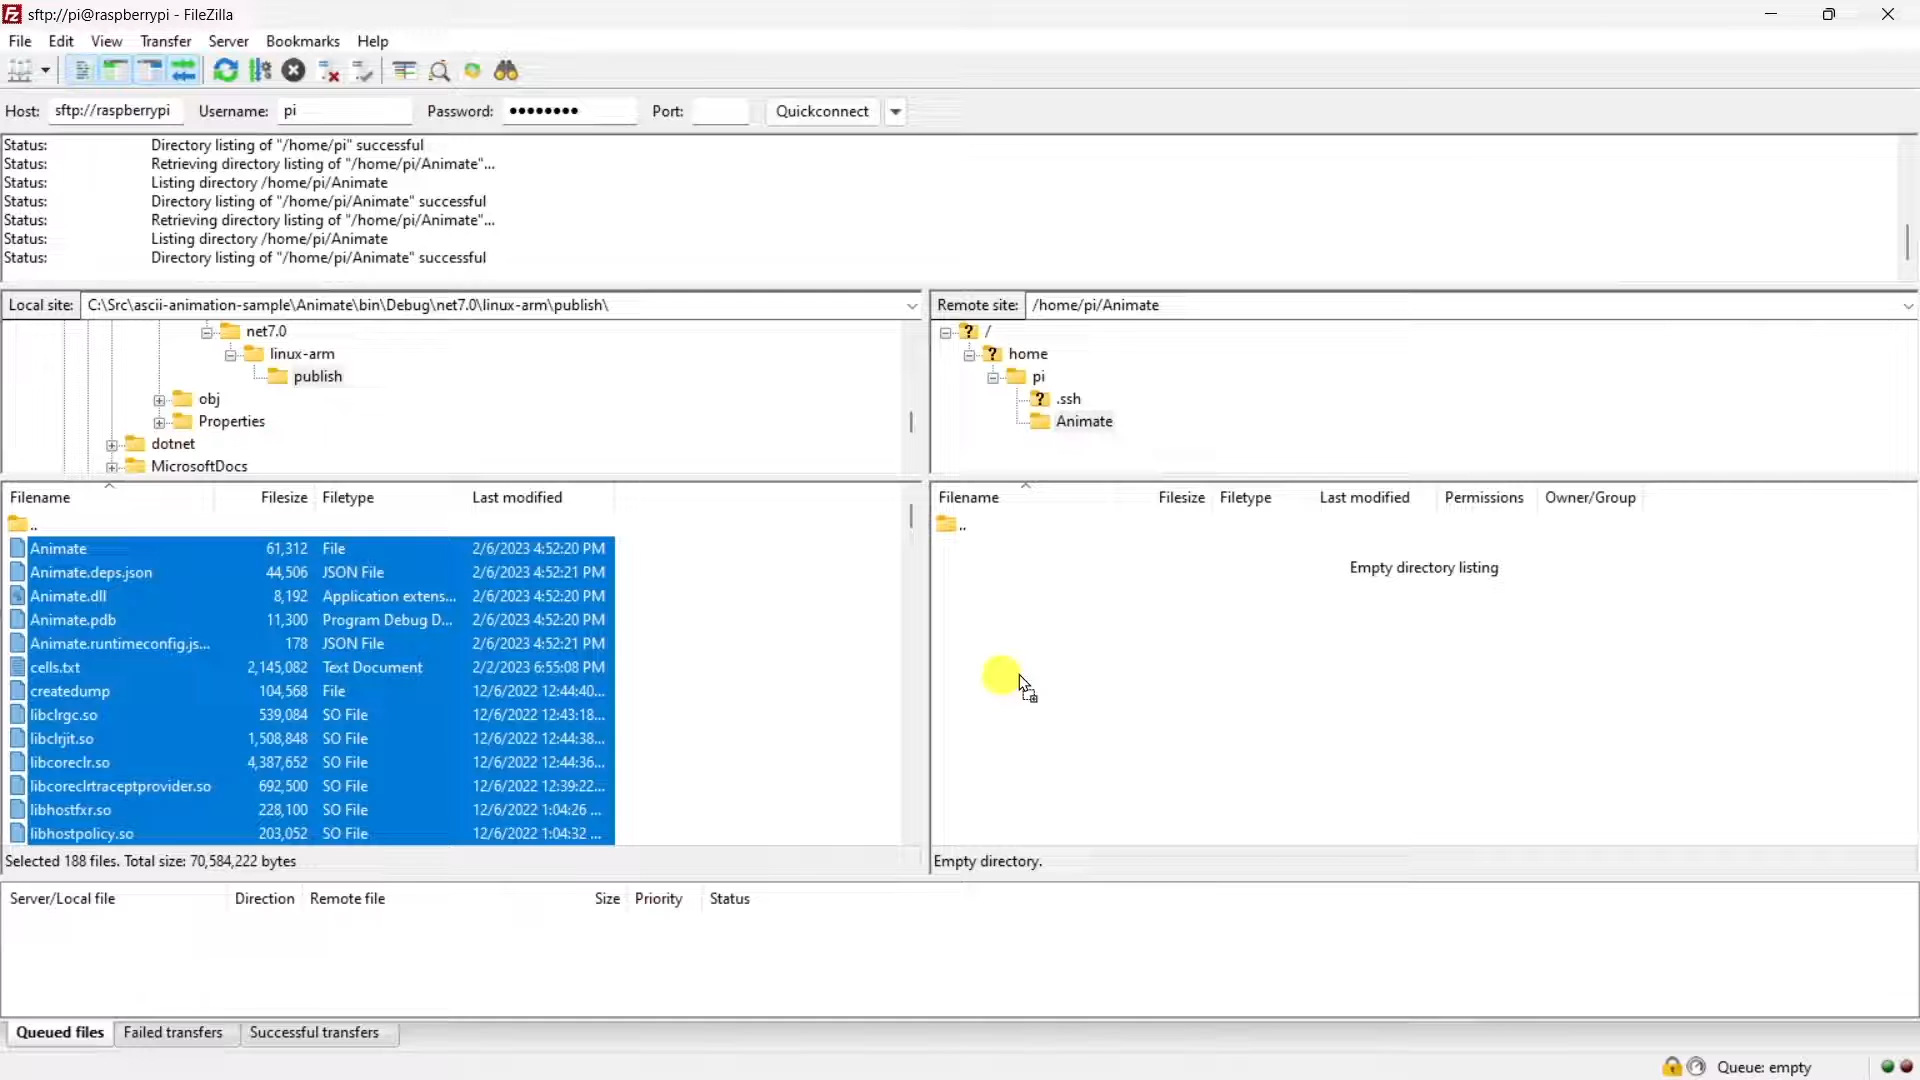 sftp://pi@raspberrypi - FileZilla
File Edit View Transfer Server Bookmarks Help
Host: sftp://raspberrypi Username: pi Password: ●●●●●●●● Port: Quickconnect
Status: Directory listing of "/home/pi" successful
Status: Retrieving directory listing of "/home/pi/Animate"...
Status: Listing directory /home/pi/Animate
Status: Directory listing of "/home/pi/Animate" successful
Status: Retrieving directory listing of "/home/pi/Animate"...
Status: Listing directory /home/pi/Animate
Status: Directory listing of "/home/pi/Animate" successful
Local site: C:\Src\ascii-animation-sample\Animate\bin\Debug\net7.0\linux-arm\publish\
net7.0
linux-arm
publish
obj
Properties
dotnet
MicrosoftDocs
Remote site: /home/pi/Animate
/
home
pi
.ssh
Animate
Filename Filesize Filetype Last modified
..
Animate 61,312 File 2/6/2023 4:52:20 PM
Animate.deps.json 44,506 JSON File 2/6/2023 4:52:21 PM
Animate.dll 8,192 Application extens... 2/6/2023 4:52:20 PM
Animate.pdb 11,300 Program Debug D... 2/6/2023 4:52:20 PM
Animate.runtimeconfig.js... 178 JSON File 2/6/2023 4:52:21 PM
cells.txt 2,145,082 Text Document 2/2/2023 6:55:08 PM
createdump 104,568 File 12/6/2022 12:44:40...
libclrgc.so 539,084 SO File 12/6/2022 12:43:18...
libclrjit.so 1,508,848 SO File 12/6/2022 12:44:38...
libcoreclr.so 4,387,652 SO File 12/6/2022 12:44:36...
libcoreclrtraceptprovider.so 692,500 SO File 12/6/2022 12:39:22...
libhostfxr.so 228,100 SO File 12/6/2022 1:04:26 ...
libhostpolicy.so 203,052 SO File 12/6/2022 1:04:32 ...
Selected 188 files. Total size: 70,584,222 bytes
Filename Filesize Filetype Last modified Permissions Owner/Group
..
Empty directory listing
Empty directory.
Server/Local file Direction Remote file Size Priority Status
Queued files Failed transfers Successful transfers
Queue: empty